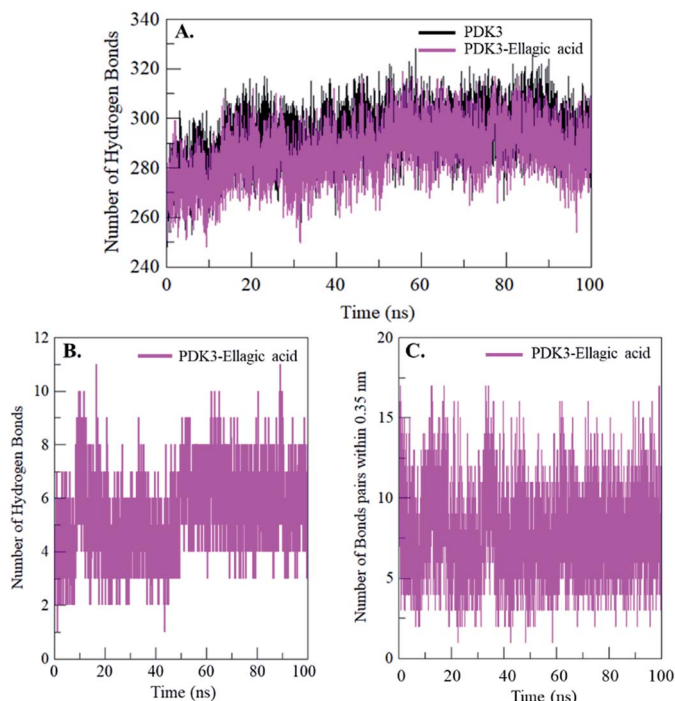 A.
PDK3
PDK3-Ellagic acid
Number of Hydrogen Bonds
340
320
300
280
260
240
0
20
40
60
80
100
Time (ns)
B.
PDK3-Ellagic acid
Number of Hydrogen Bonds
12
10
8
6
4
2
0
0
20
40
60
80
100
Time (ns)
C.
PDK3-Ellagic acid
Number of Bonds pairs within 0.35 nm
20
15
10
5
0
0
20
40
60
80
100
Time (ns)